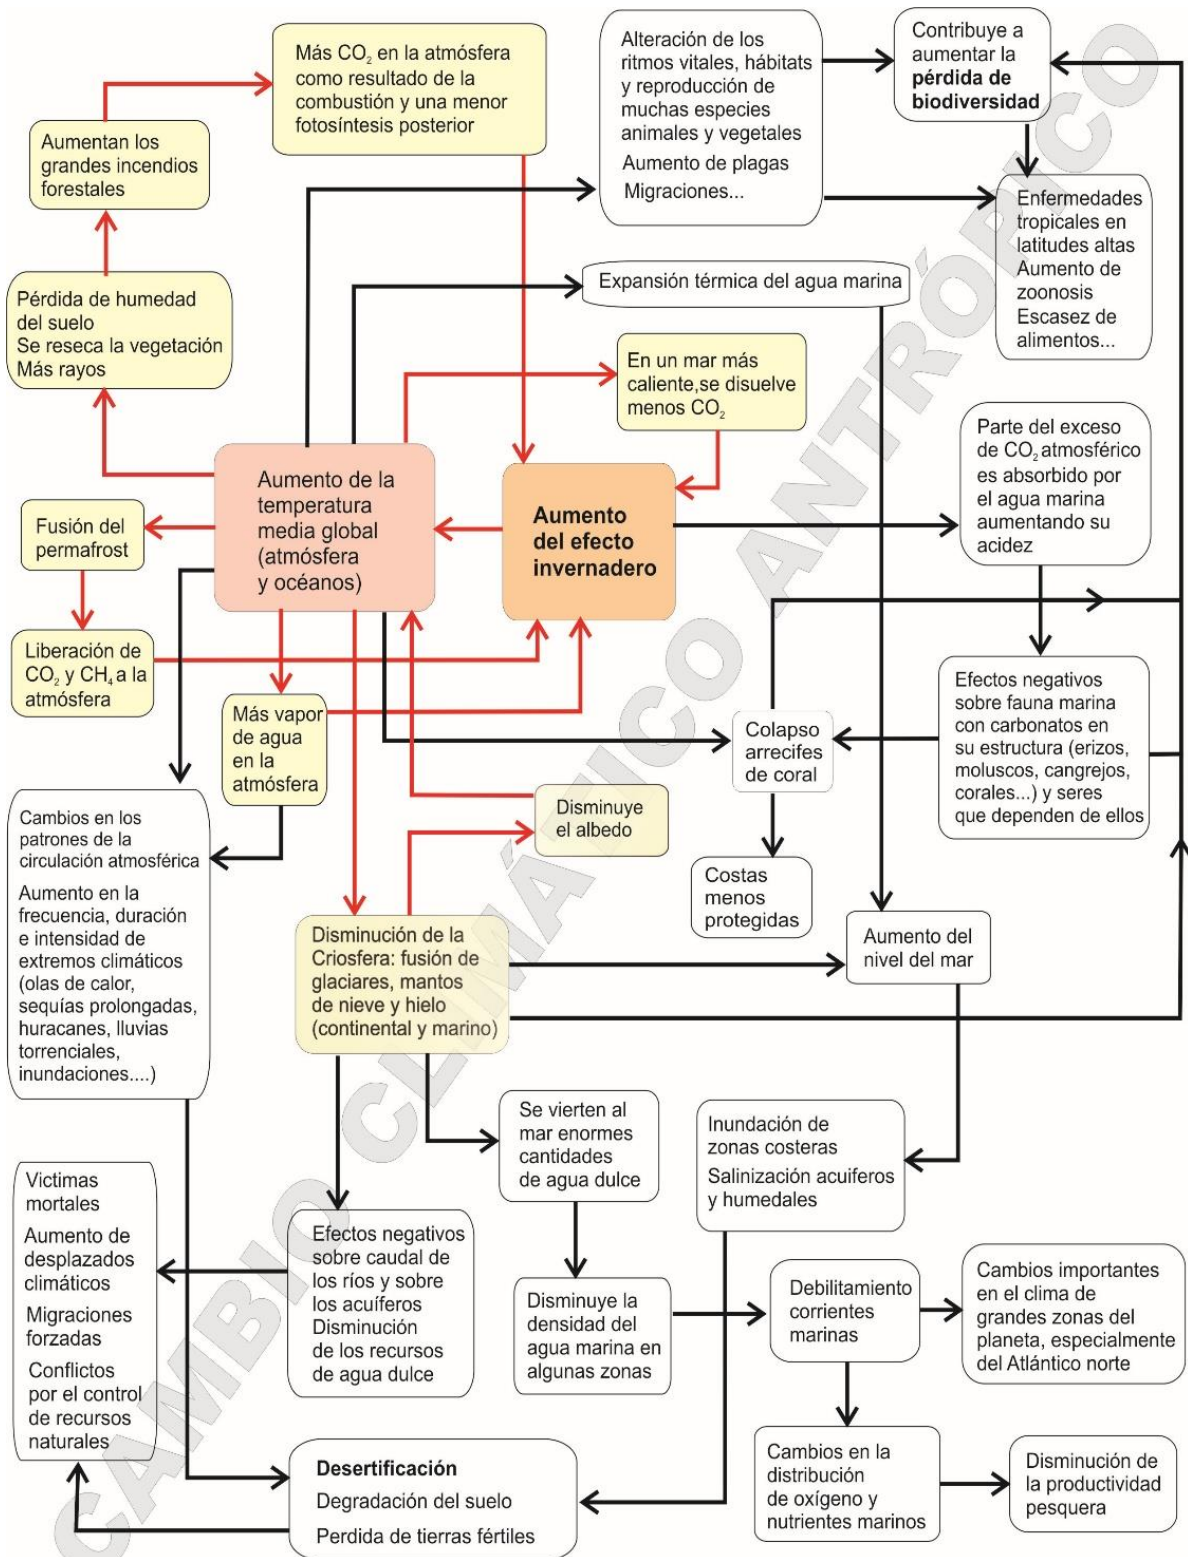 Más CO₂ en la atmósfera
como resultado de la
combustión y una menor
fotosíntesis posterior
Alteración de los
ritmos vitales, hábitats
y reproducción de
muchas especies
animales y vegetales
Aumento de plagas
Migraciones...
Contribuye a
aumentar la
pérdida de
biodiversidad
Aumentan los
grandes incendios
forestales
Enfermedades
tropicales en
latitudes altas
Aumento de
zoonosis
Escasez de
alimentos...
Pérdida de humedad
del suelo
Se reseca la vegetación
Más rayos
Expansión térmica del agua marina
En un mar más
caliente,se disuelve
menos CO₂
Parte del exceso
de CO₂ atmosférico
es absorbido por
el agua marina
aumentando su
acidez
Aumento de la
temperatura
media global
(atmósfera
y océanos)
Aumento
del efecto
invernadero
Fusión del
permafrost
Liberación de
CO₂ y CH₄ a la
atmósfera
Más vapor
de agua
en la
atmósfera
Colapso
arrecifes
de coral
Efectos negativos
sobre fauna marina
con carbonatos en
su estructura (erizos,
moluscos, cangrejos,
corales...) y seres
que dependen de ellos
Disminuye
el albedo
Cambios en los
patrones de la
circulación atmosférica
Aumento en la
frecuencia, duración
e intensidad de
extremos climáticos
(olas de calor,
sequías prolongadas,
huracanes, lluvias
torrenciales,
inundaciones....)
Costas
menos
protegidas
Disminución de la
Criosfera: fusión de
glaciares, mantos
de nieve y hielo
(continental y marino)
Aumento del
nivel del mar
Se vierten al
mar enormes
cantidades
de agua dulce
Inundación de
zonas costeras
Salinización acuiferos
y humedales
Victimas
mortales
Aumento de
desplazados
climáticos
Migraciones
forzadas
Conflictos
por el control
de recursos
naturales
Efectos negativos
sobre caudal de
los ríos y sobre
los acuíferos
Disminución
de los recursos
de agua dulce
Disminuye la
densidad del
agua marina en
algunas zonas
Debilitamiento
corrientes
marinas
Cambios importantes
en el clima de
grandes zonas del
planeta, especialmente
del Atlántico norte
Desertificación
Degradación del suelo
Perdida de tierras fértiles
Cambios en la
distribución
de oxígeno y
nutrientes marinos
Disminución de
la productividad
pesquera
CAMBIO CLIMÁTICO ANTRÓPICO